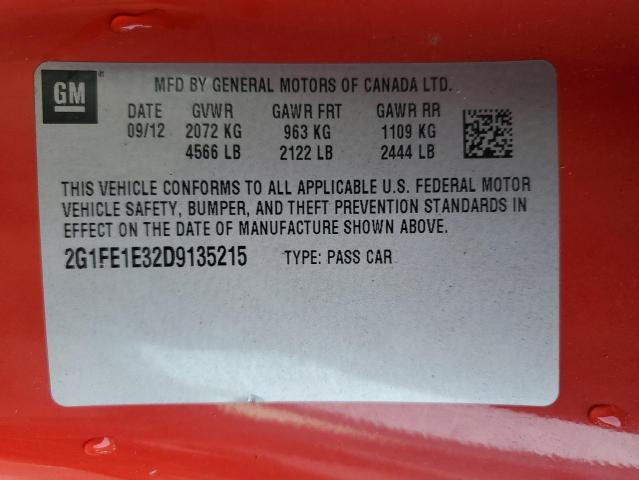 GM
MFD BY GENERAL MOTORS OF CANADA LTD.
DATE GVWR GAWR FRT GAWR RR
09/12 2072 KG 963 KG 1109 KG
4566 LB 2122 LB 2444 LB
THIS VEHICLE CONFORMS TO ALL APPLICABLE U.S. FEDERAL MOTOR
VEHICLE SAFETY, BUMPER, AND THEFT PREVENTION STANDARDS IN
EFFECT ON THE DATE OF MANUFACTURE SHOWN ABOVE.
2G1FE1E32D9135215 TYPE: PASS CAR